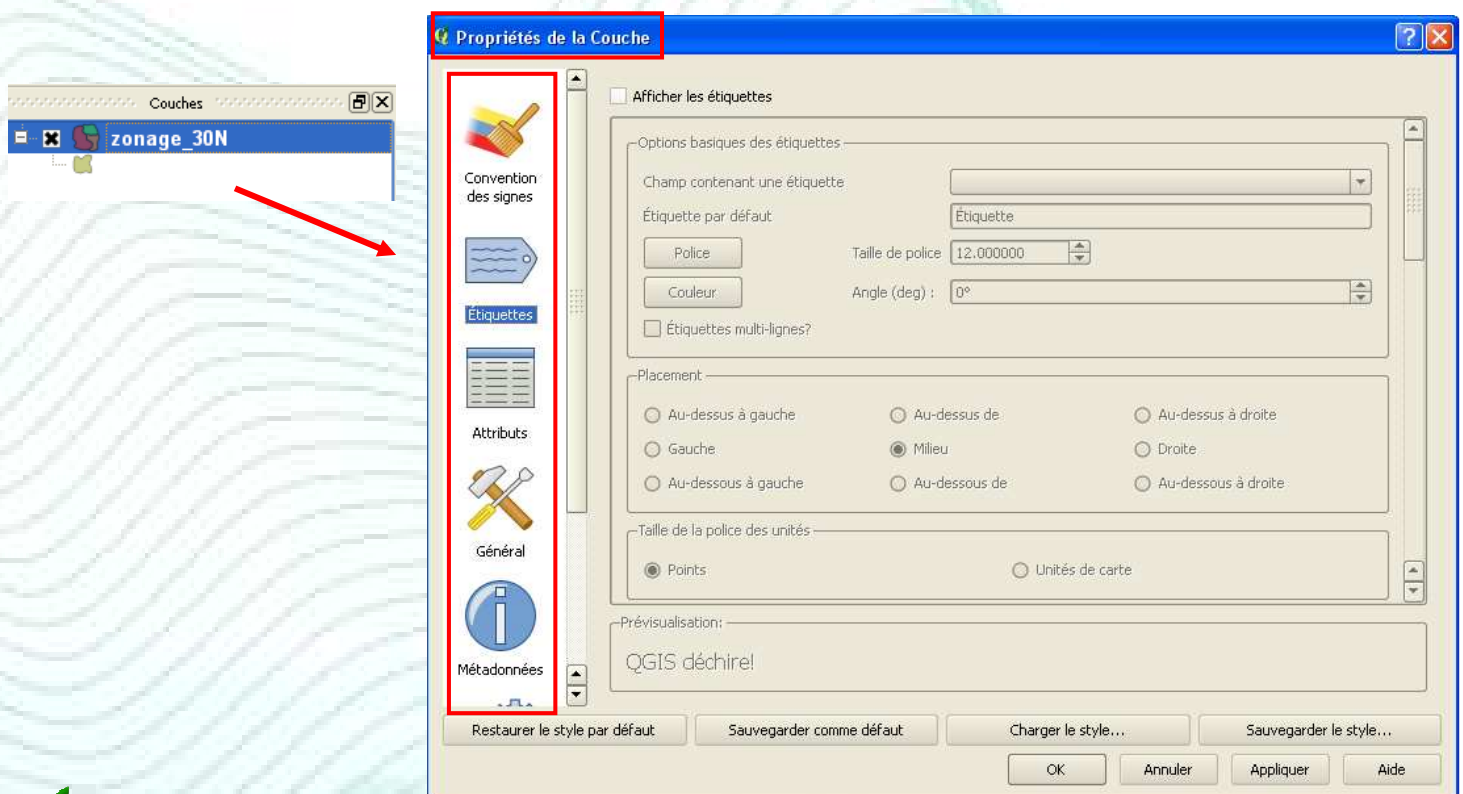 Propriétés de la Couche
Couches
zonage_30N
Convention
des signes
Étiquettes
Attributs
Général
Métadonnées
Afficher les étiquettes
Options basiques des étiquettes
Champ contenant une étiquette
Étiquette par défaut Étiquette
Police Taille de police 12.000000
Couleur Angle (deg) : 0°
Étiquettes multi-lignes?
Placement
Au-dessus à gauche Au-dessus de Au-dessus à droite
Gauche Milieu Droite
Au-dessous à gauche Au-dessous de Au-dessous à droite
Taille de la police des unités
Points Unités de carte
Prévisualisation:
QGIS déchire!
Restaurer le style par défaut Sauvegarder comme défaut Charger le style... Sauvegarder le style...
OK Annuler Appliquer Aide